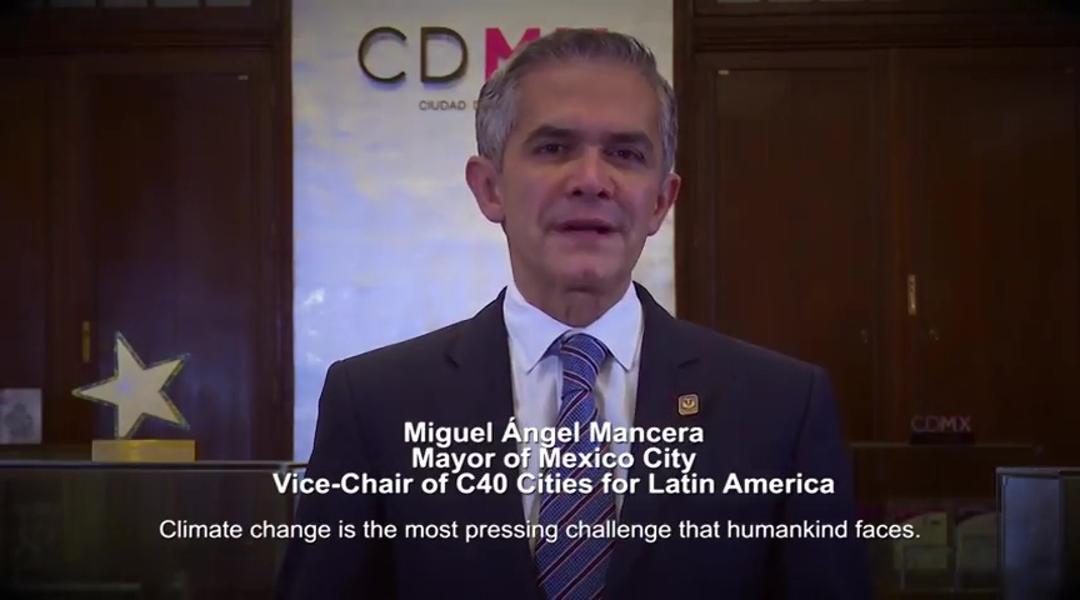 CDM
CIUDAD
CDMX
Miguel Ángel Mancera
Mayor of Mexico City
Vice-Chair of C40 Cities for Latin America
Climate change is the most pressing challenge that humankind faces.